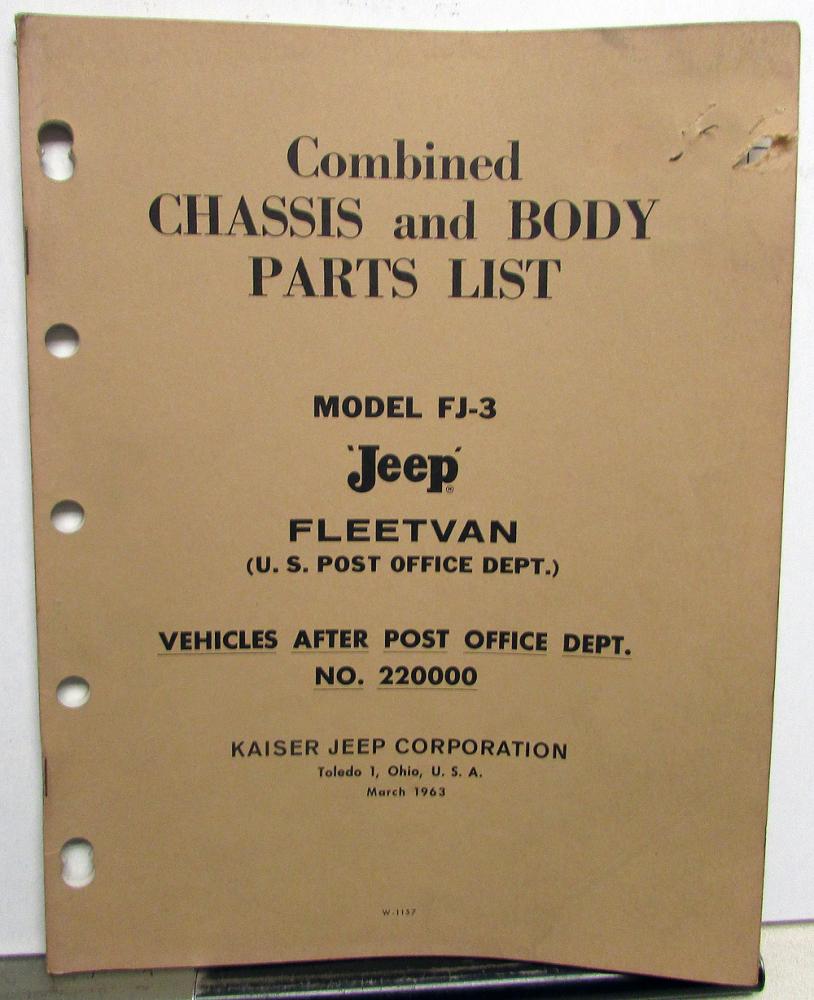 Combined
CHASSIS and BODY
PARTS LIST
MODEL FJ-3
'Jeep'®
FLEETVAN
(U. S. POST OFFICE DEPT.)
VEHICLES AFTER POST OFFICE DEPT.
NO. 220000
KAISER JEEP CORPORATION
Toledo 1, Ohio, U. S. A.
March 1963
W-1157